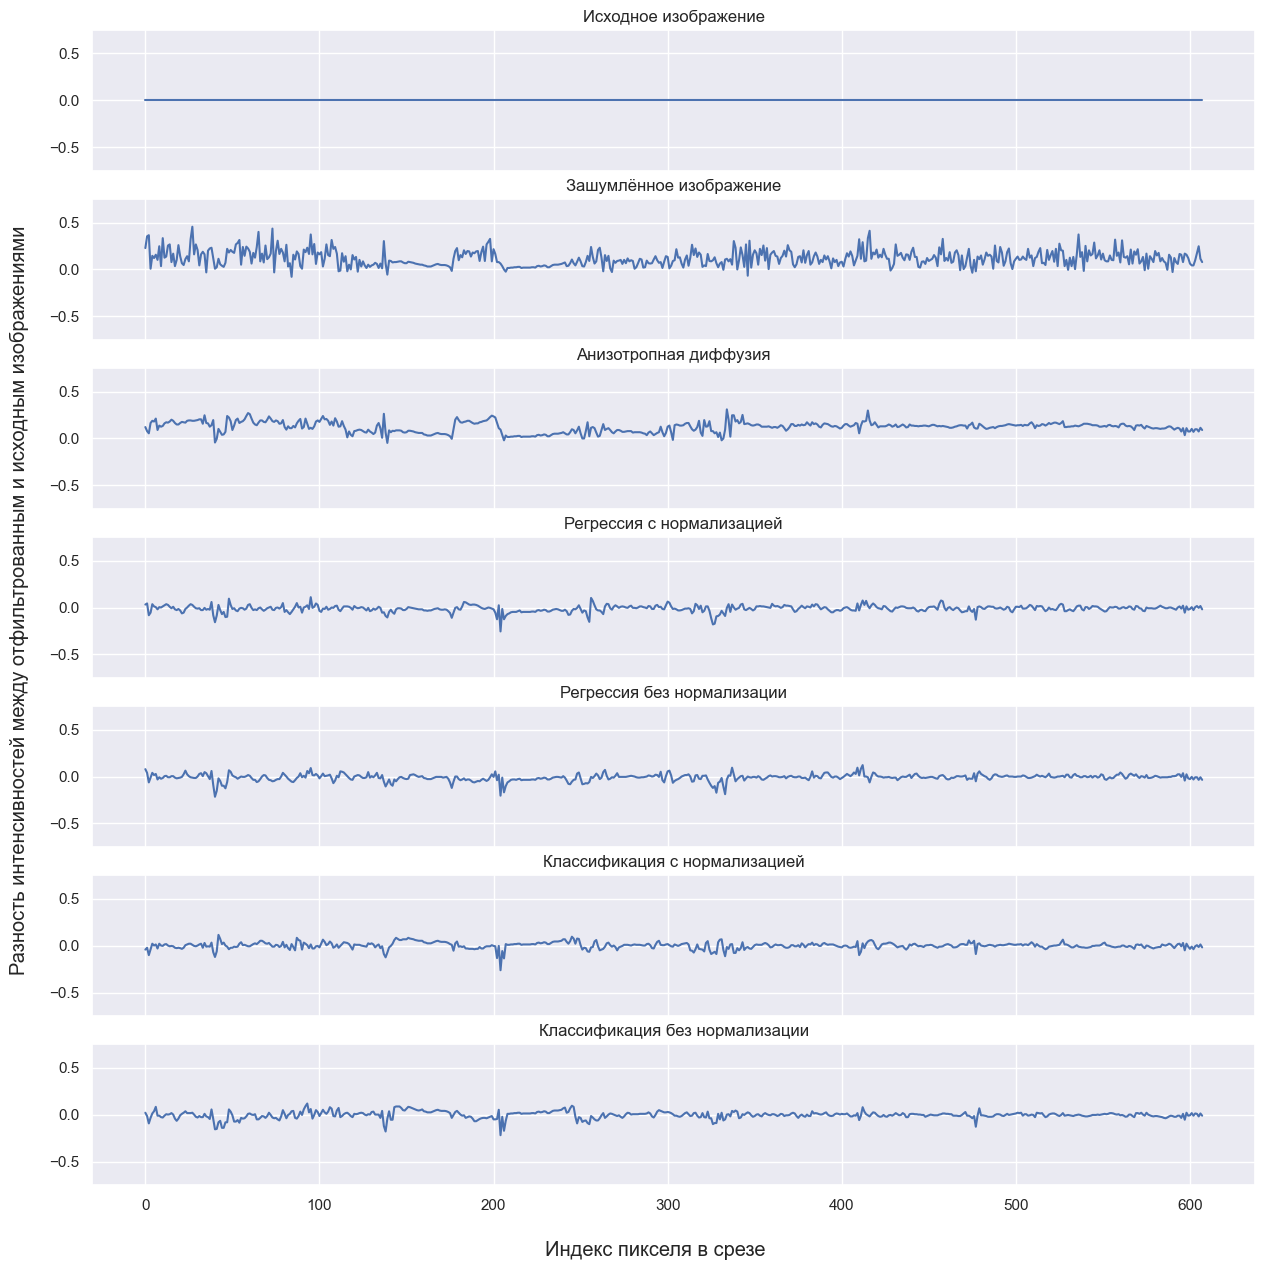 Исходное изображение
0.5
0.0
−0.5
Зашумлённое изображение
0.5
0.0
−0.5
Анизотропная диффузия
0.5
0.0
−0.5
Регрессия с нормализацией
0.5
0.0
−0.5
Регрессия без нормализации
0.5
0.0
−0.5
Классификация с нормализацией
0.5
0.0
−0.5
Классификация без нормализации
0.5
0.0
−0.5
0 100 200 300 400 500 600
Индекс пикселя в срезе
Разность интенсивностей между отфильтрованным и исходным изображениями